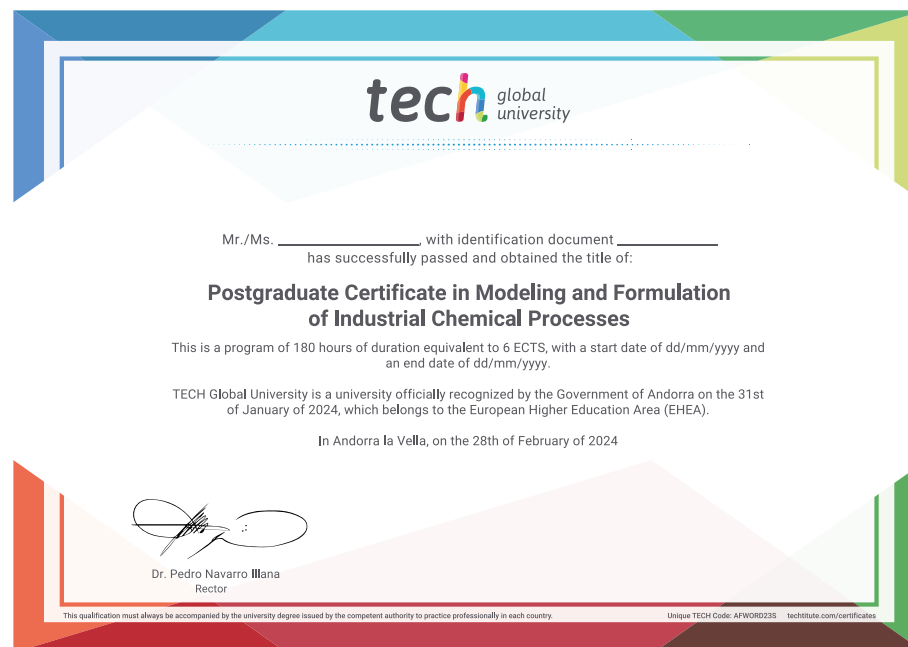 tech global
university
Mr./Ms. ____________________, with identification document ______________
has successfully passed and obtained the title of:
Postgraduate Certificate in Modeling and Formulation
of Industrial Chemical Processes
This is a program of 180 hours of duration equivalent to 6 ECTS, with a start date of dd/mm/yyyy and
an end date of dd/mm/yyyy.
TECH Global University is a university officially recognized by the Government of Andorra on the 31st
of January of 2024, which belongs to the European Higher Education Area (EHEA).
In Andorra la Vella, on the 28th of February of 2024
Dr. Pedro Navarro Illana
Rector
This qualification must always be accompanied by the university degree issued by the competent authority to practice professionally in each country. Unique TECH Code: AFWORD23S techtitute.com/certificates